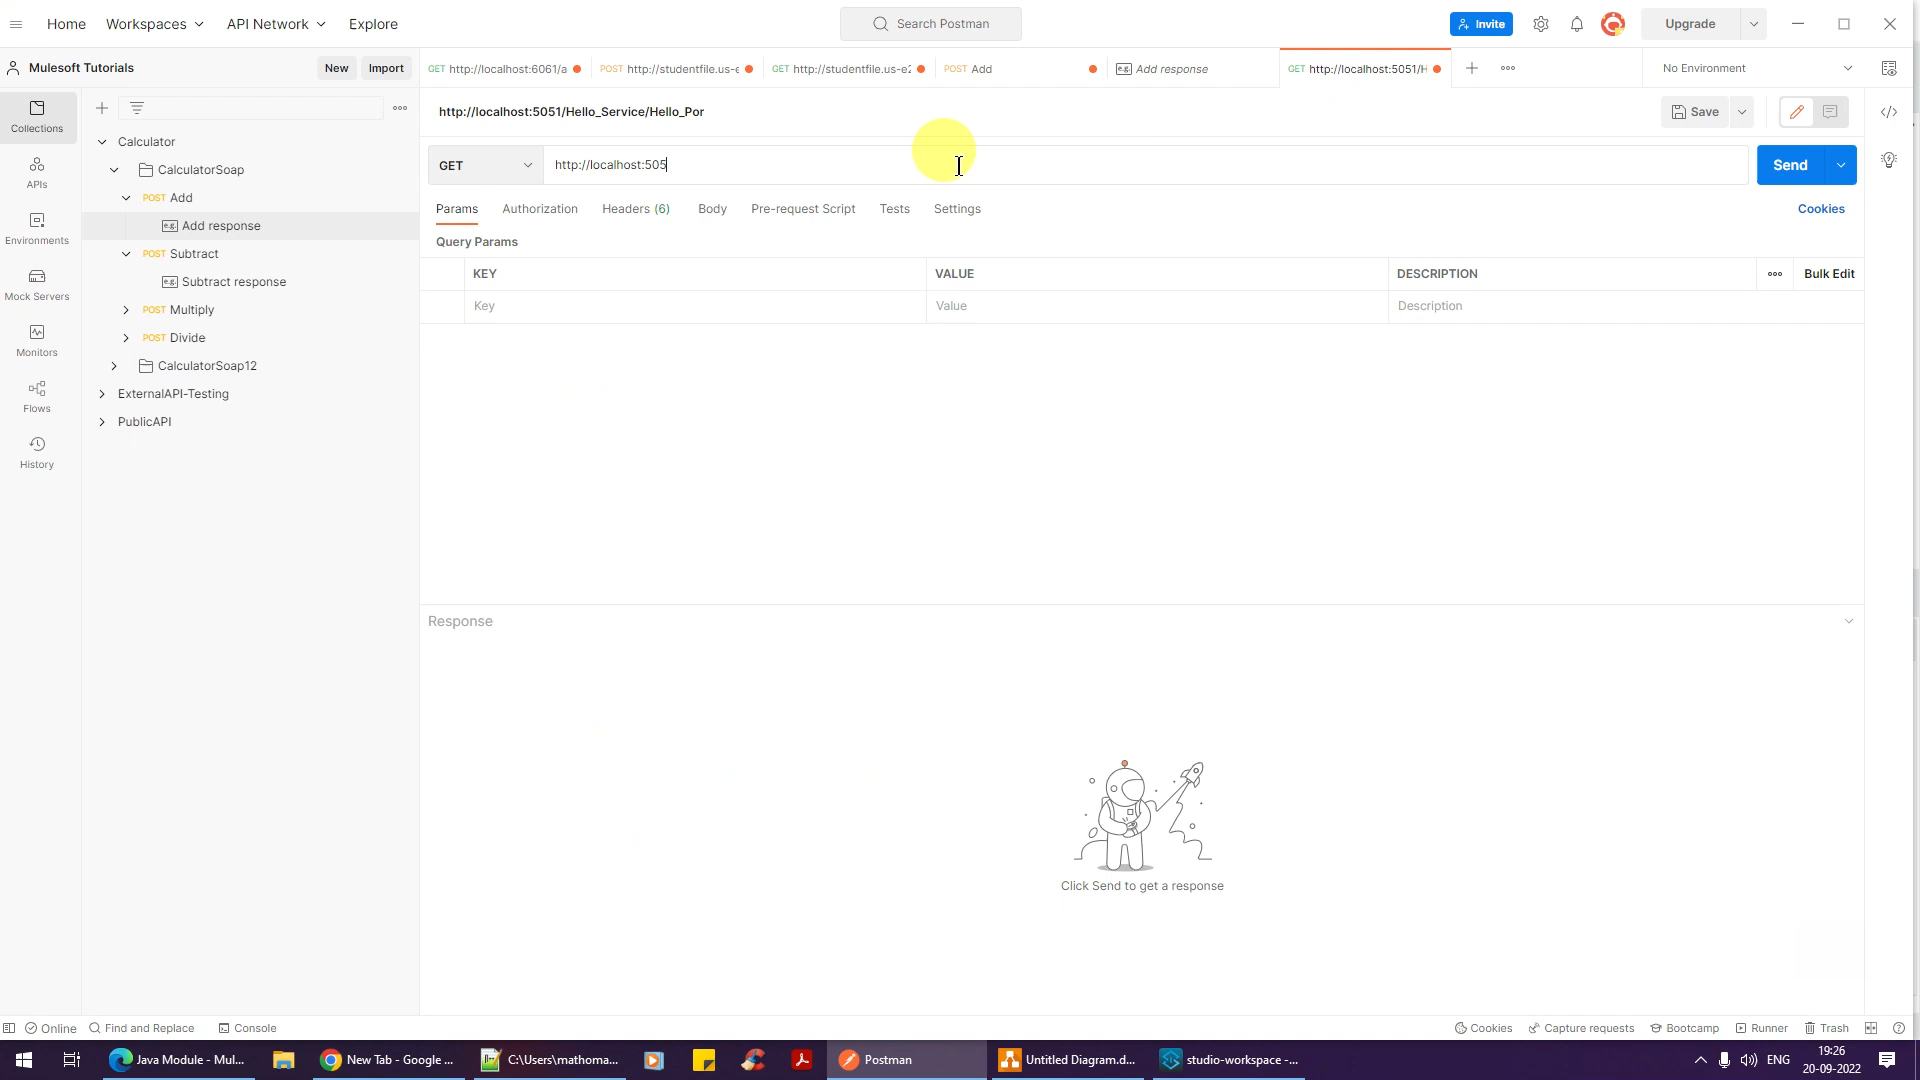 Home Workspaces API Network Explore
Search Postman
Invite
Upgrade
Mulesoft Tutorials
New Import
GET http://localhost:6061/a
POST http://studentfile.us-e
GET http://studentfile.us-e2
POST Add
e.g. Add response
GET http://localhost:5051/H
No Environment
http://localhost:5051/Hello_Service/Hello_Por
Save
GET
http://localhost:505
Send
Params Authorization Headers (6) Body Pre-request Script Tests Settings
Cookies
Query Params
KEY VALUE DESCRIPTION
Bulk Edit
Key Value Description
Collections
APIs
Environments
Mock Servers
Monitors
Flows
History
Calculator
CalculatorSoap
POST Add
e.g. Add response
POST Subtract
e.g. Subtract response
POST Multiply
POST Divide
CalculatorSoap12
ExternalAPI-Testing
PublicAPI
Response
Click Send to get a response
Online Find and Replace Console
Cookies Capture requests Bootcamp Runner Trash
Java Module - Mul...
New Tab - Google ...
C:\Users\mathoma...
Postman
Untitled Diagram.d...
studio-workspace -...
ENG
19:26
20-09-2022